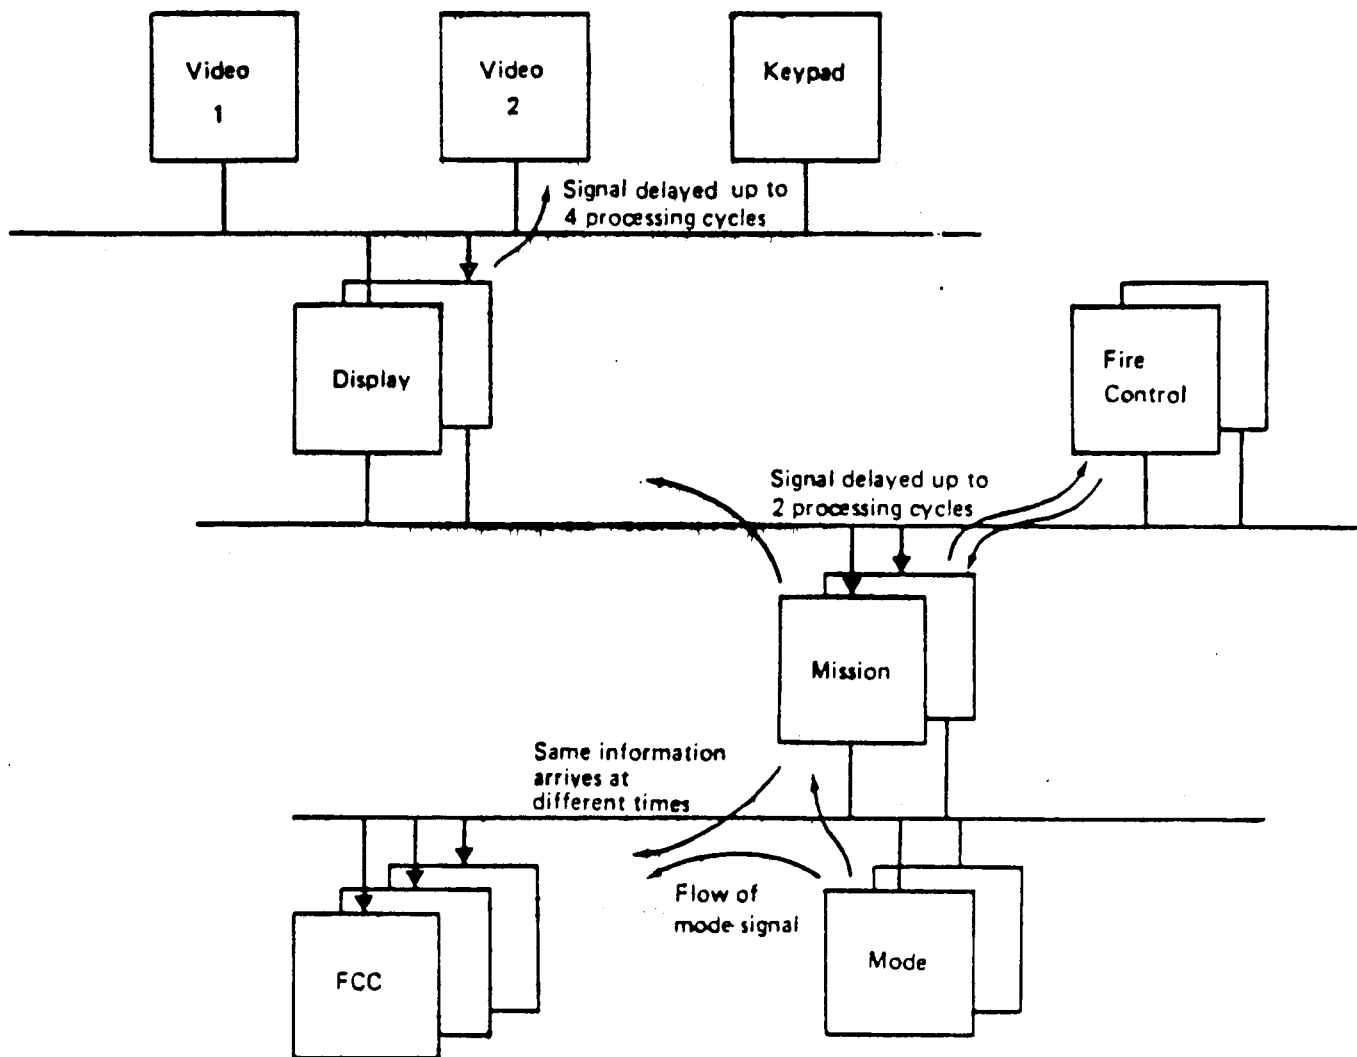 Video
1
Video
2
Keypad
Signal delayed up to
4 processing cycles
Display
Fire
Control
Signal delayed up to
2 processing cycles
Mission
Same information
arrives at
different times
Flow of
mode signal
FCC
Mode